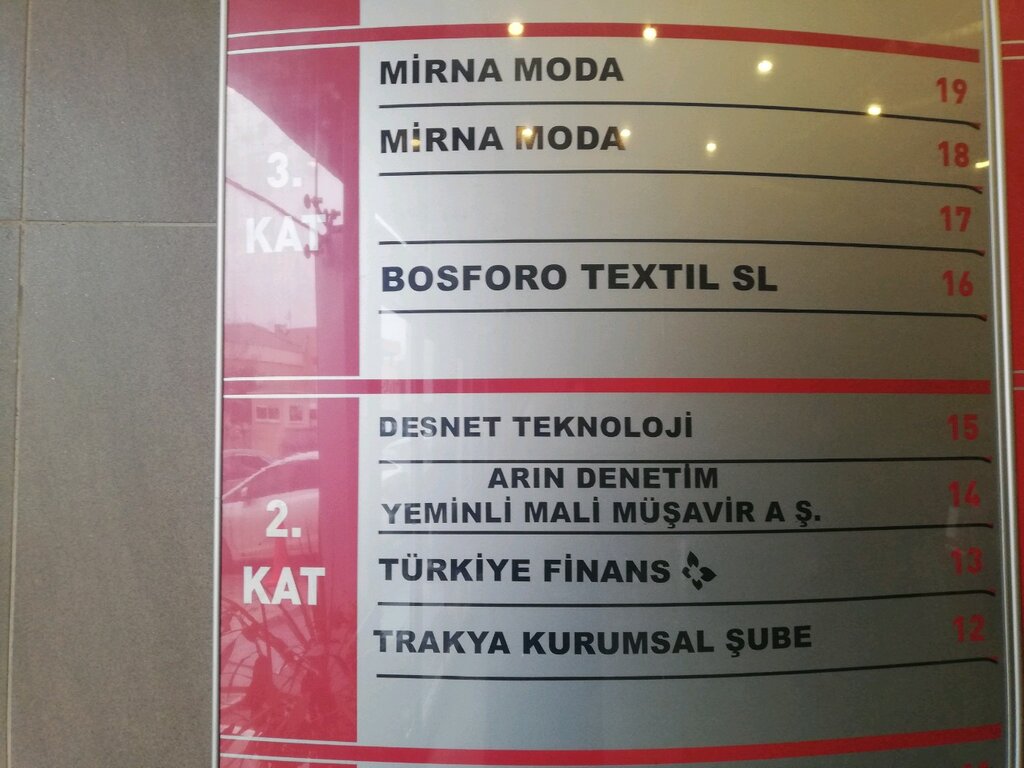 3. KAT
MİRNA MODA 19
MİRNA MODA 18
17
BOSFORO TEXTIL SL 16
2. KAT
DESNET TEKNOLOJİ 15
ARIN DENETİM
YEMİNLİ MALİ MÜŞAVİR A Ş. 14
TÜRKİYE FİNANS 13
TRAKYA KURUMSAL ŞUBE 12